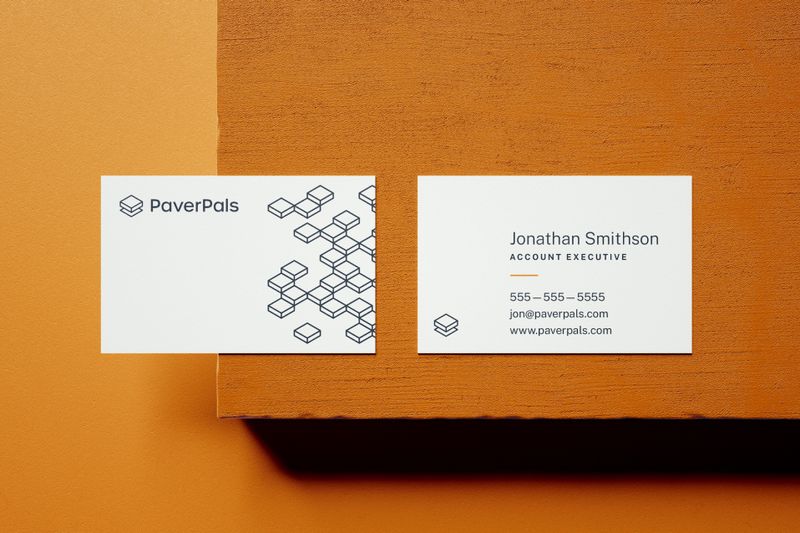 PaverPals
Jonathan Smithson
ACCOUNT EXECUTIVE
555—555—5555
jon@paverpals.com
www.paverpals.com